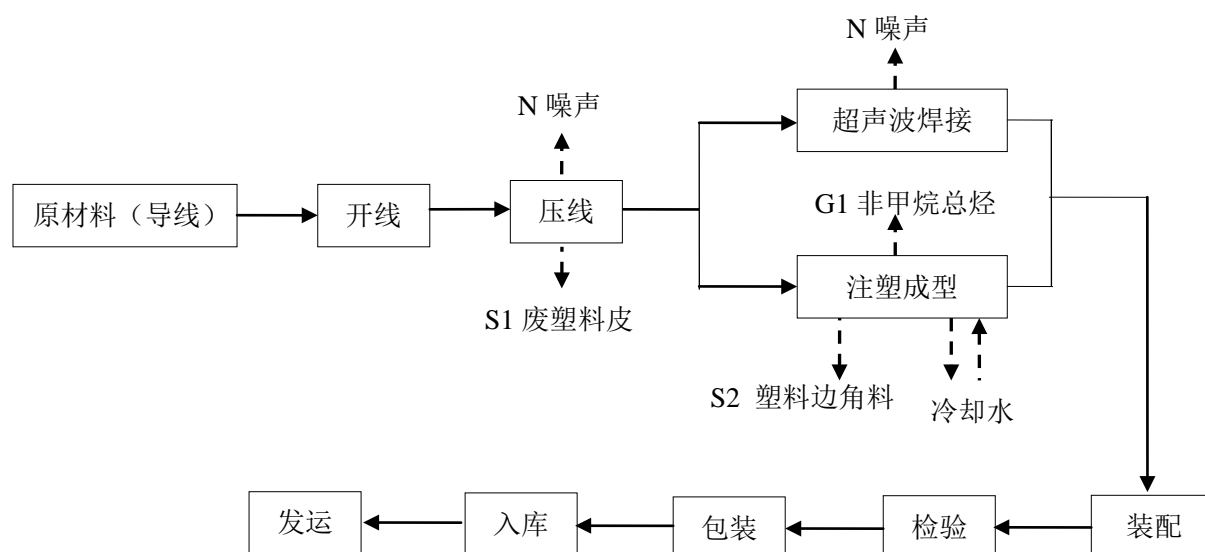 N 噪声
超声波焊接
N 噪声
原材料（导线）
开线
压线
G1 非甲烷总烃
注塑成型
S1 废塑料皮
S2 塑料边角料
冷却水
发运
入库
包装
检验
装配